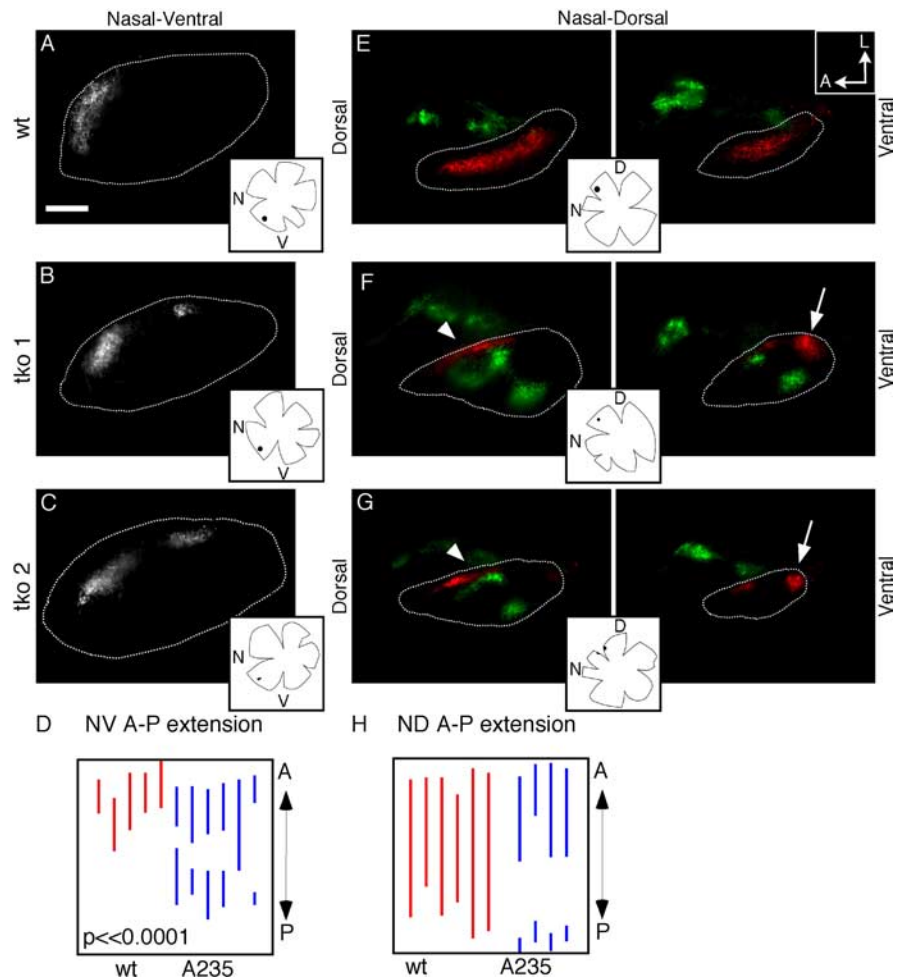 Nasal-Ventral
Nasal-Dorsal
A
wt
N
V
Dorsal
E
D
N
L
A
Ventral
B
tko 1
N
V
Dorsal
F
D
N
Ventral
C
tko 2
N
V
Dorsal
G
D
N
Ventral
D NV A-P extension
A
P
p<<0.0001
wt A235
H ND A-P extension
A
P
wt A235